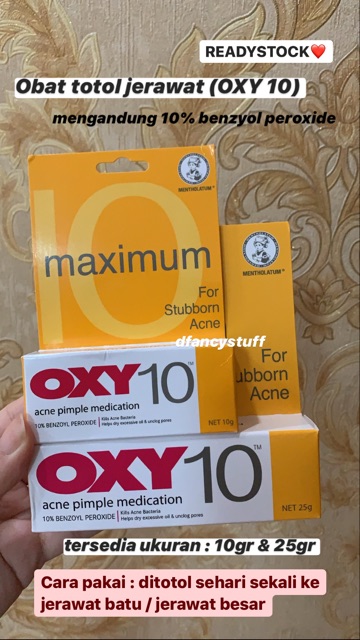 READYSTOCK❤️
Obat totol jerawat (OXY 10)
mengandung 10% benzyol peroxide
MENTHOLATUM
10
maximum
For
Stubborn
Acne
MENTHOLATUM
dfancystuff
For
ubborn
Acne
OXY10™
acne pimple medication
10% BENZOYL PEROXIDE
Kills Acne Bacteria
Helps dry excessive oil & unclog pores
NET 10g
OXY10™
acne pimple medication
10% BENZOYL PEROXIDE
Kills Acne Bacteria
Helps dry excessive oil & unclog pores
NET 25g
tersedia ukuran : 10gr & 25gr
Cara pakai : ditotol sehari sekali ke
jerawat batu / jerawat besar